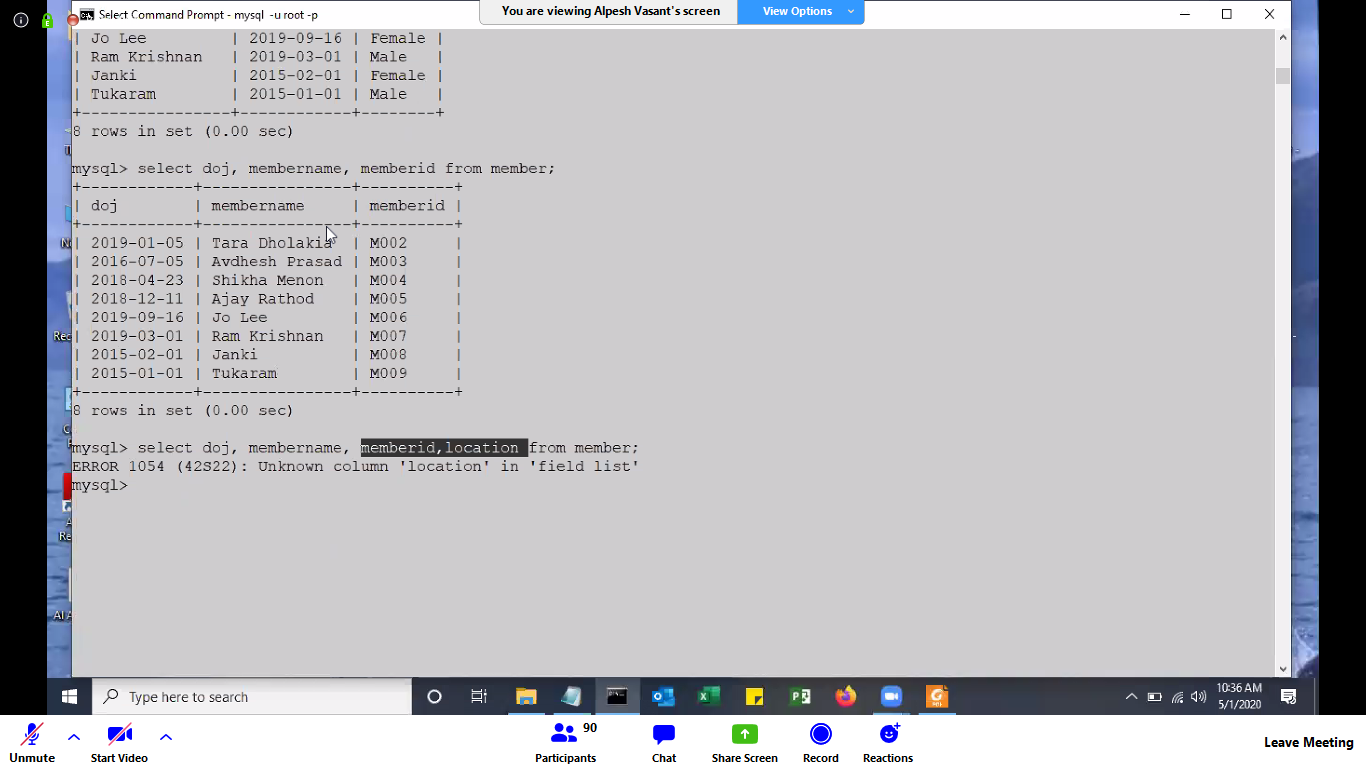 Select Command Prompt - mysql -u root -p
You are viewing Alpesh Vasant's screen
View Options
| Jo Lee | 2019-09-16 | Female |
| Ram Krishnan | 2019-03-01 | Male |
| Janki | 2015-02-01 | Female |
| Tukaram | 2015-01-01 | Male |
+----------------+------------+--------+
8 rows in set (0.00 sec)
mysql> select doj, membername, memberid from member;
+------------+----------------+----------+
| doj | membername | memberid |
+------------+----------------+----------+
| 2019-01-05 | Tara Dholakia | M002 |
| 2016-07-05 | Avdhesh Prasad | M003 |
| 2018-04-23 | Shikha Menon | M004 |
| 2018-12-11 | Ajay Rathod | M005 |
| 2019-09-16 | Jo Lee | M006 |
| 2019-03-01 | Ram Krishnan | M007 |
| 2015-02-01 | Janki | M008 |
| 2015-01-01 | Tukaram | M009 |
+------------+----------------+----------+
8 rows in set (0.00 sec)
mysql> select doj, membername, memberid,location from member;
ERROR 1054 (42S22): Unknown column 'location' in 'field list'
mysql>
Type here to search
10:36 AM
5/1/2020
90
Unmute
Start Video
Participants
Chat
Share Screen
Record
Reactions
Leave Meeting